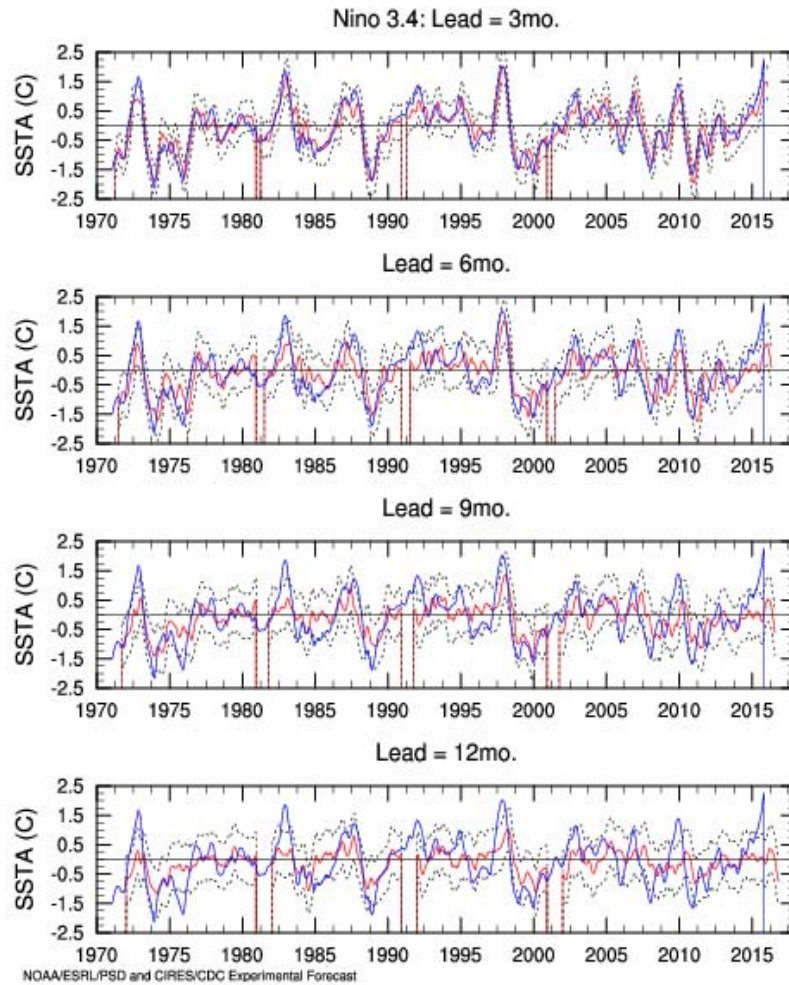 Nino 3.4: Lead = 3mo.
SSTA (C)
2.5
1.5
0.5
-0.5
-1.5
-2.5
1970 1975 1980 1985 1990 1995 2000 2005 2010 2015
Lead = 6mo.
SSTA (C)
2.5
1.5
0.5
-0.5
-1.5
-2.5
1970 1975 1980 1985 1990 1995 2000 2005 2010 2015
Lead = 9mo.
SSTA (C)
2.5
1.5
0.5
-0.5
-1.5
-2.5
1970 1975 1980 1985 1990 1995 2000 2005 2010 2015
Lead = 12mo.
SSTA (C)
2.5
1.5
0.5
-0.5
-1.5
-2.5
1970 1975 1980 1985 1990 1995 2000 2005 2010 2015
NOAA/ESRL/PSD and CIRES/CDC Experimental Forecast